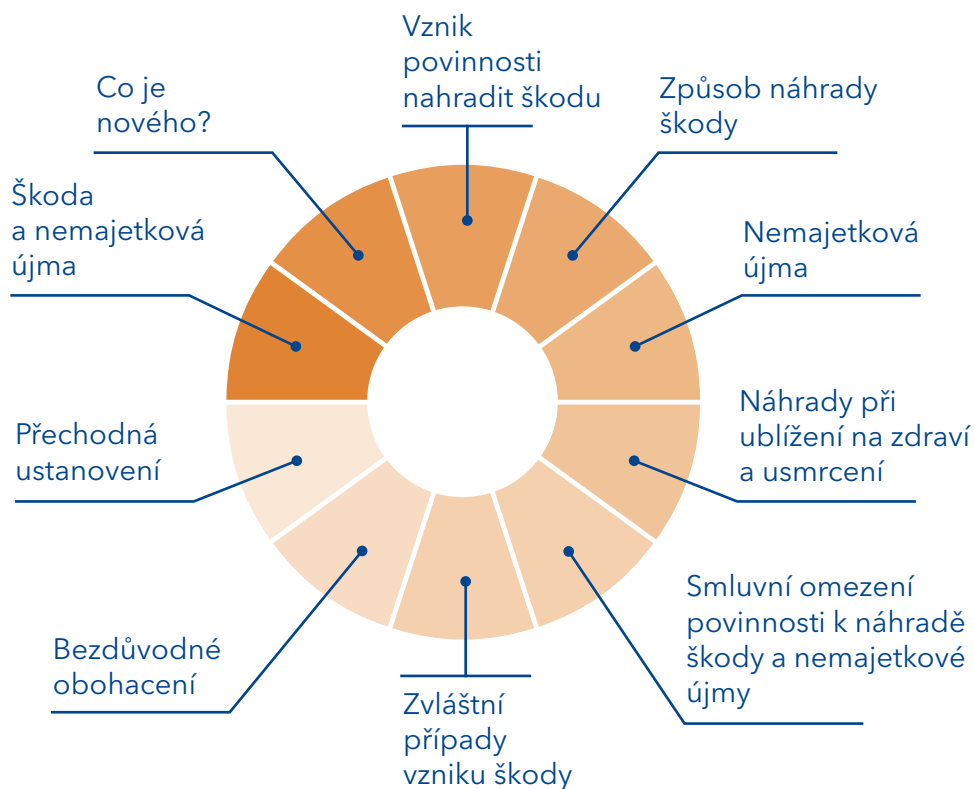 Vznik
povinnosti
nahradit škodu
Co je
nového?
Způsob náhrady
škody
Škoda
a nemajetková
újma
Nemajetková
újma
Náhrady při
ublížení na zdraví
a usmrcení
Přechodná
ustanovení
Smluvní omezení
povinnosti k náhradě
škody a nemajetkové
újmy
Bezdůvodné
obohacení
Zvláštní
případy
vzniku škody